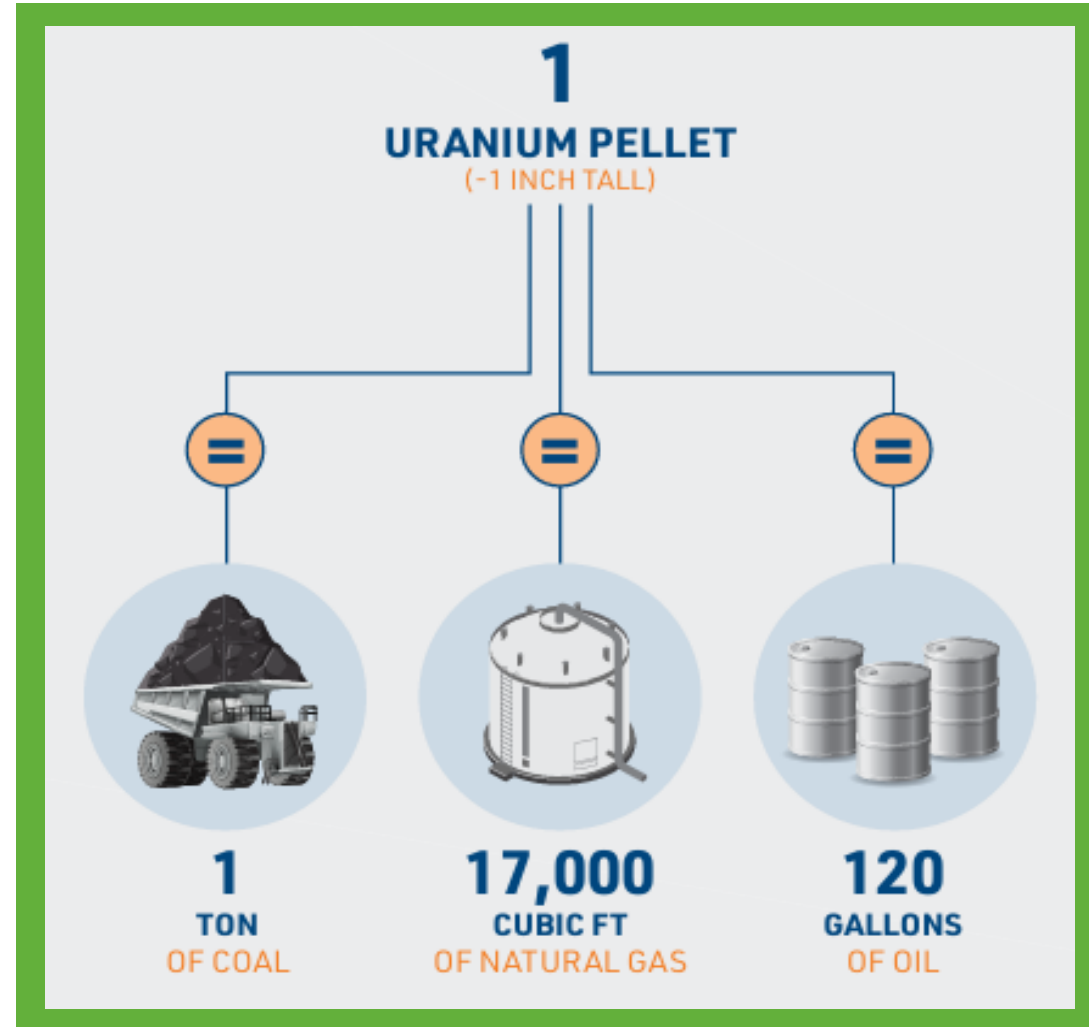 1
URANIUM PELLET
(~1 INCH TALL)
=
=
=
1
TON
OF COAL
17,000
CUBIC FT
OF NATURAL GAS
120
GALLONS
OF OIL